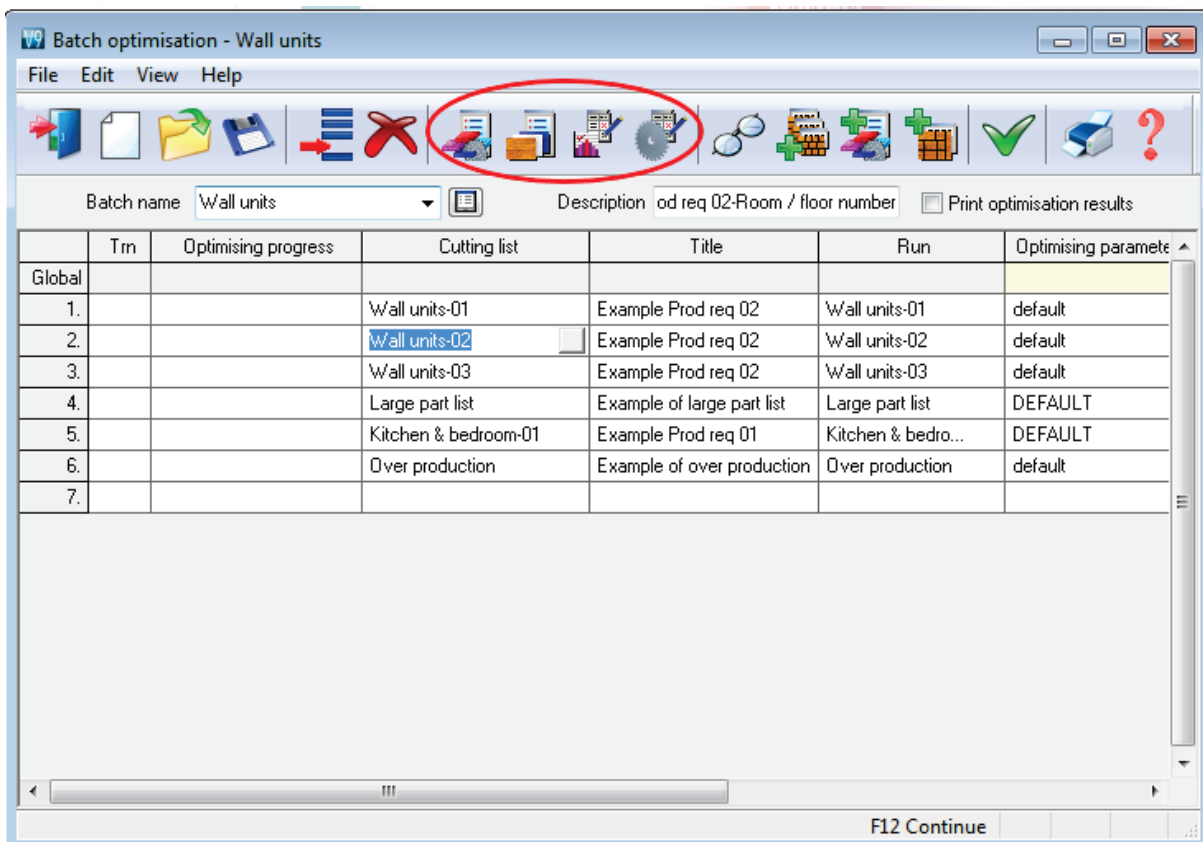 V9 Batch optimisation - Wall units
File Edit View Help
Batch name Wall units Description od req 02-Room / floor number Print optimisation results
Trn Optimising progress Cutting list Title Run Optimising paramete
Global
1. Wall units-01 Example Prod req 02 Wall units-01 default
2. Wall units-02 Example Prod req 02 Wall units-02 default
3. Wall units-03 Example Prod req 02 Wall units-03 default
4. Large part list Example of large part list Large part list DEFAULT
5. Kitchen & bedroom-01 Example Prod req 01 Kitchen & bedro... DEFAULT
6. Over production Example of over production Over production default
7.
F12 Continue